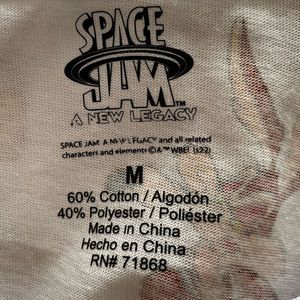 SPACE
JAM™
A NEW LEGACY
SPACE JAM: A NEW LEGACY and all related
characters and elements ©&™ WBEI (s22)
M
60% Cotton / Algodón
40% Polyester / Poliéster
Made in China
Hecho en China
RN# 71868